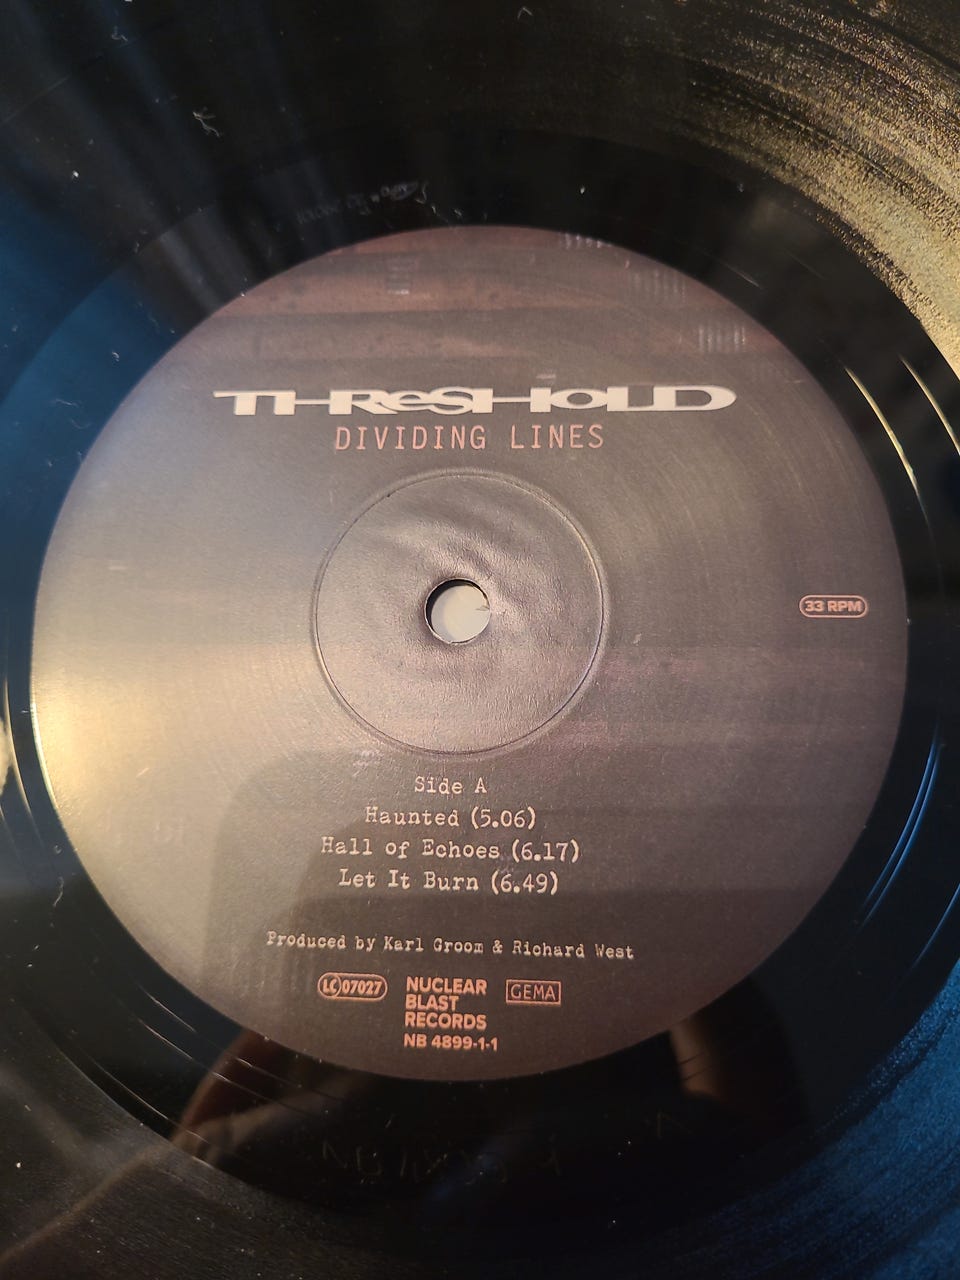 THReSHOLD
DIVIDING LINES
33 RPM
Side A
Haunted (5.06)
Hall of Echoes (6.17)
Let It Burn (6.49)
Produced by Karl Groom & Richard West
LC 07027
NUCLEAR
BLAST
RECORDS
GEMA
NB 4899-1-1